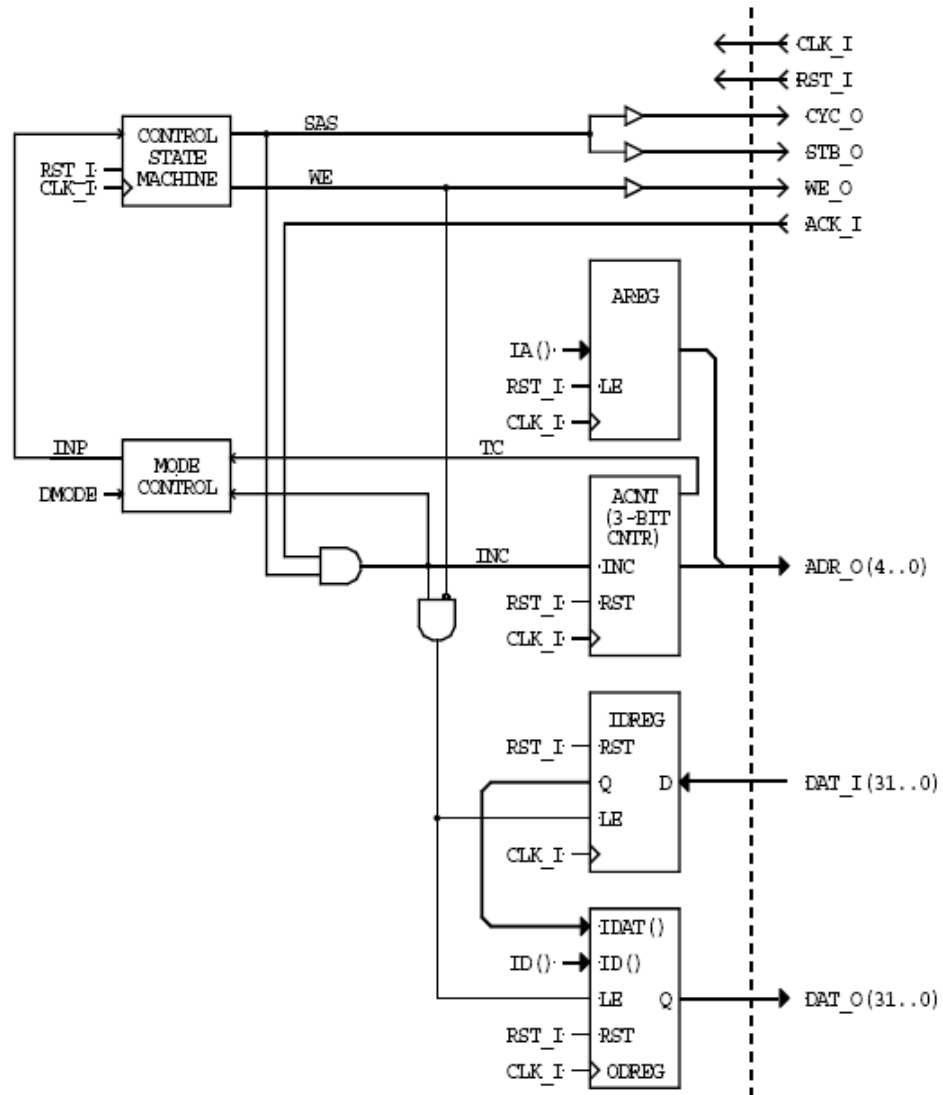 CLK_I
RST_I
CYC_O
STB_O
WE_O
ACK_I
SAS
WE
CONTROL
STATE
MACHINE
RST_I
CLK_I
AREG
IA()
RST_I
LE
CLK_I
INP
DMODE
MODE
CONTROL
TC
ACNT
(3-BIT
CNTR)
INC
INC
ADR_O(4..0)
RST_I
RST
CLK_I
IDREG
RST_I
RST
Q
D
DAT_I(31..0)
LE
CLK_I
IDAT()
ID()
ID()
LE
Q
DAT_O(31..0)
RST_I
RST
CLK_I
ODREG